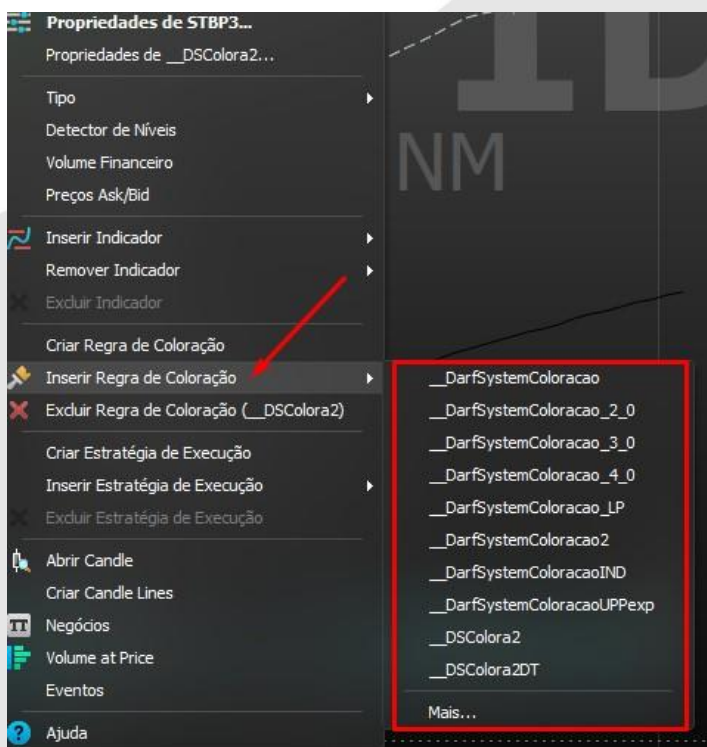 Propriedades de STBP3...
Propriedades de __DSColora2...
Tipo
Detector de Níveis
Volume Financeiro
Preços Ask/Bid
Inserir Indicador
Remover Indicador
Excluir Indicador
Criar Regra de Coloração
Inserir Regra de Coloração
Excluir Regra de Coloração (__DSColora2)
Criar Estratégia de Execução
Inserir Estratégia de Execução
Excluir Estratégia de Execução
Abrir Candle
Criar Candle Lines
Negócios
Volume at Price
Eventos
Ajuda
__DarfSystemColoracao
__DarfSystemColoracao_2_0
__DarfSystemColoracao_3_0
__DarfSystemColoracao_4_0
__DarfSystemColoracao_LP
__DarfSystemColoracao2
__DarfSystemColoracaoIND
__DarfSystemColoracaoUPPexp
__DSColora2
__DSColora2DT
Mais...
NM